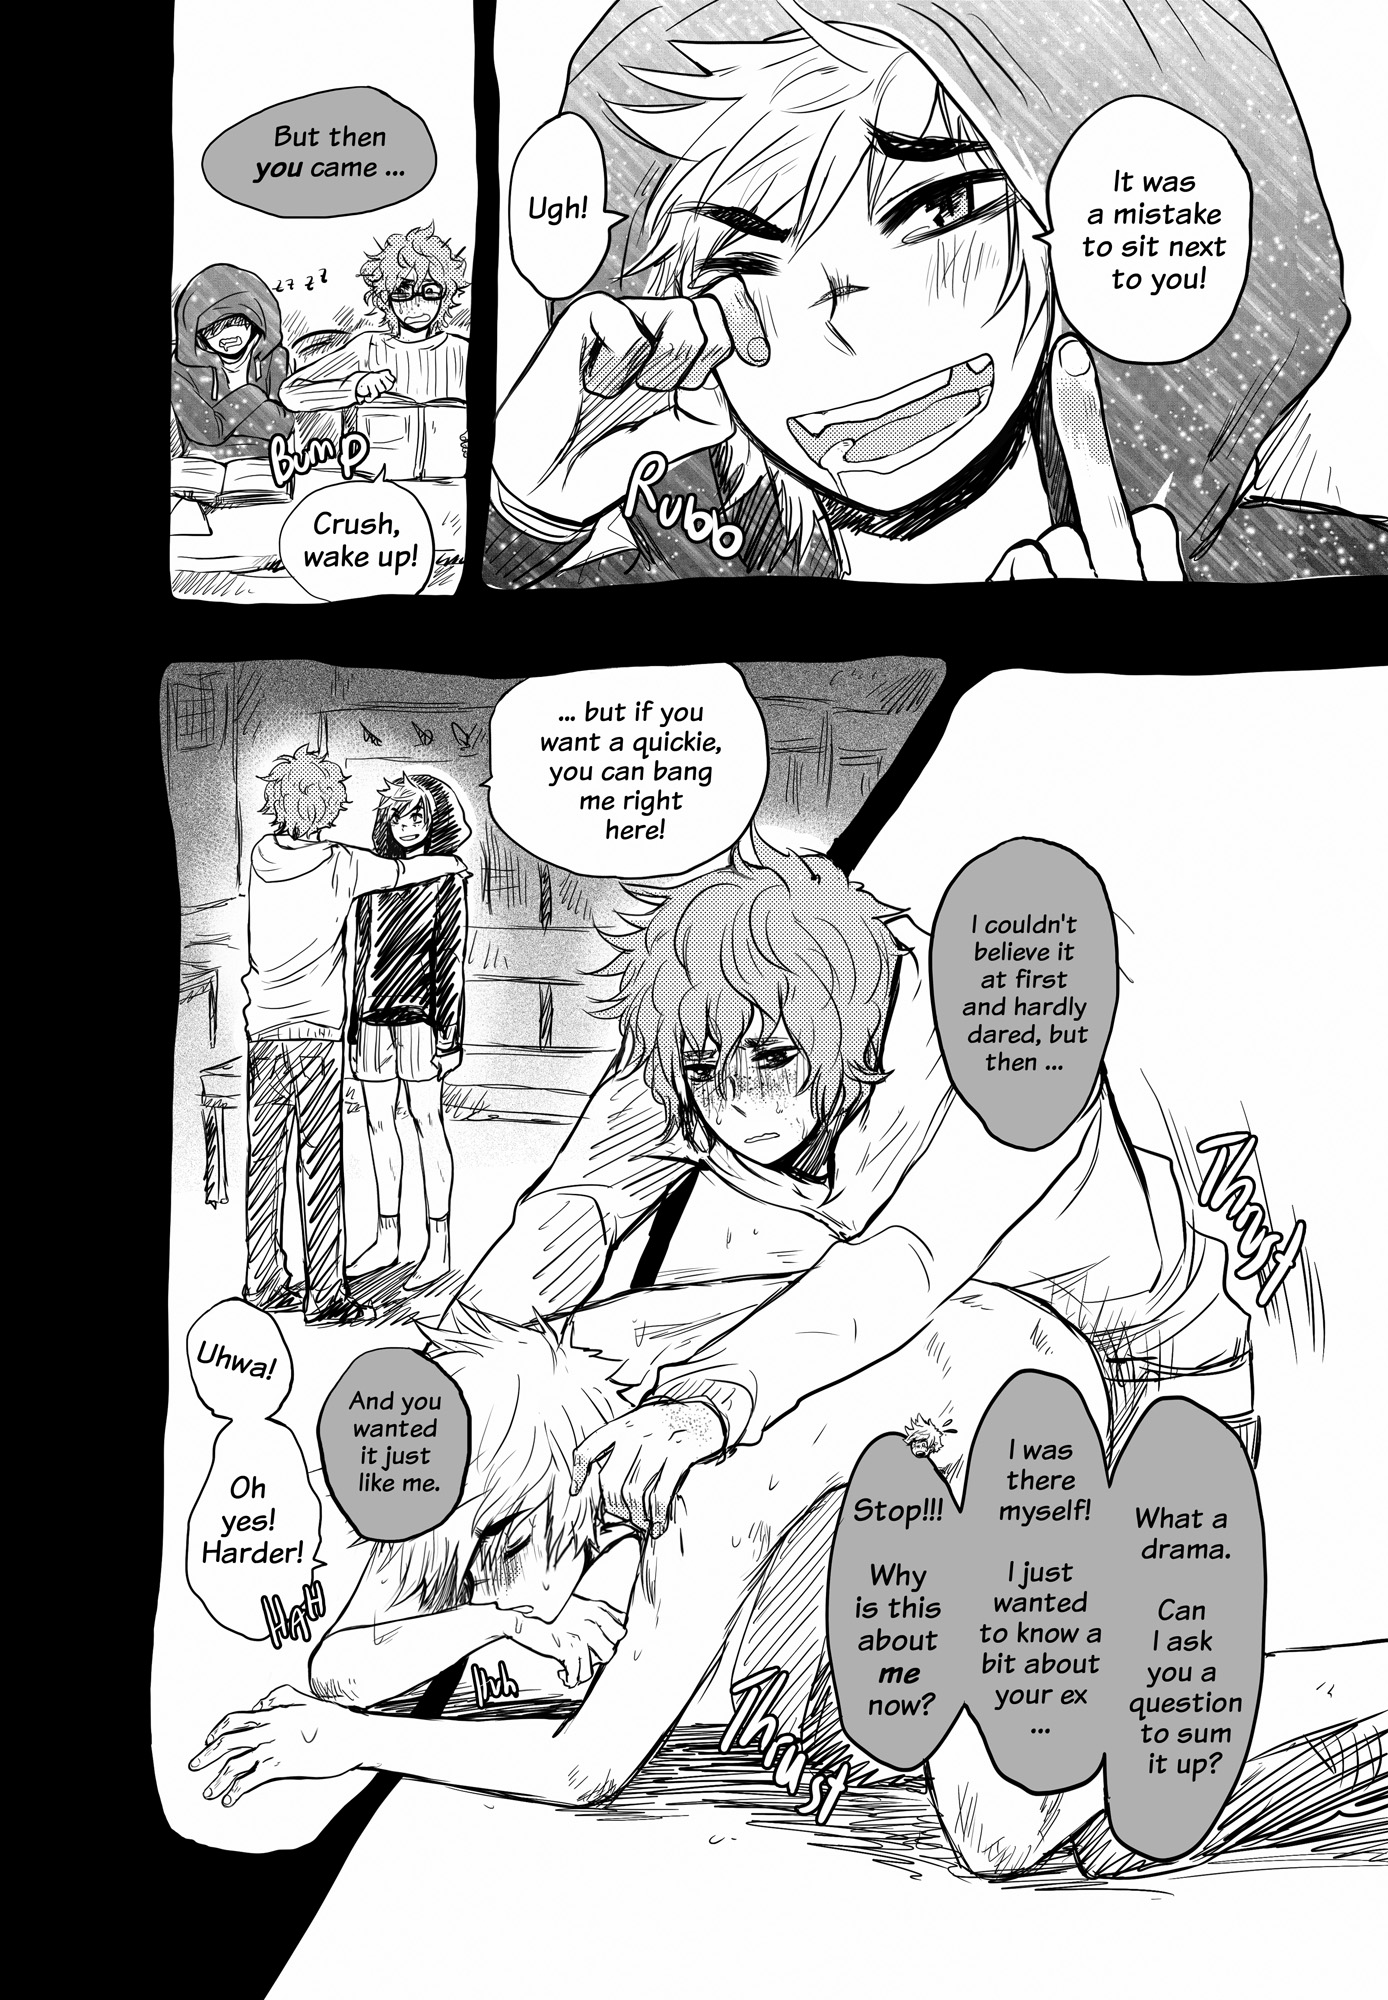 But then
you came ...
zz zz
Bump
Crush,
wake up!
Ugh!
It was
a mistake
to sit next
to you!
Rubb
... but if you
want a quickie,
you can bang
me right
here!
I couldn't
believe it
at first
and hardly
dared, but
then ...
Thrust
Uhwa!
Oh
yes!
Harder!
HAH
And you
wanted
it just
like me.
Huh
Thrust
Stop!!!
Why
is this
about
me
now?
I was
there
myself!
I just
wanted
to know a
bit about
your ex
...
What a
drama.
Can
I ask
you a
question
to sum
it up?